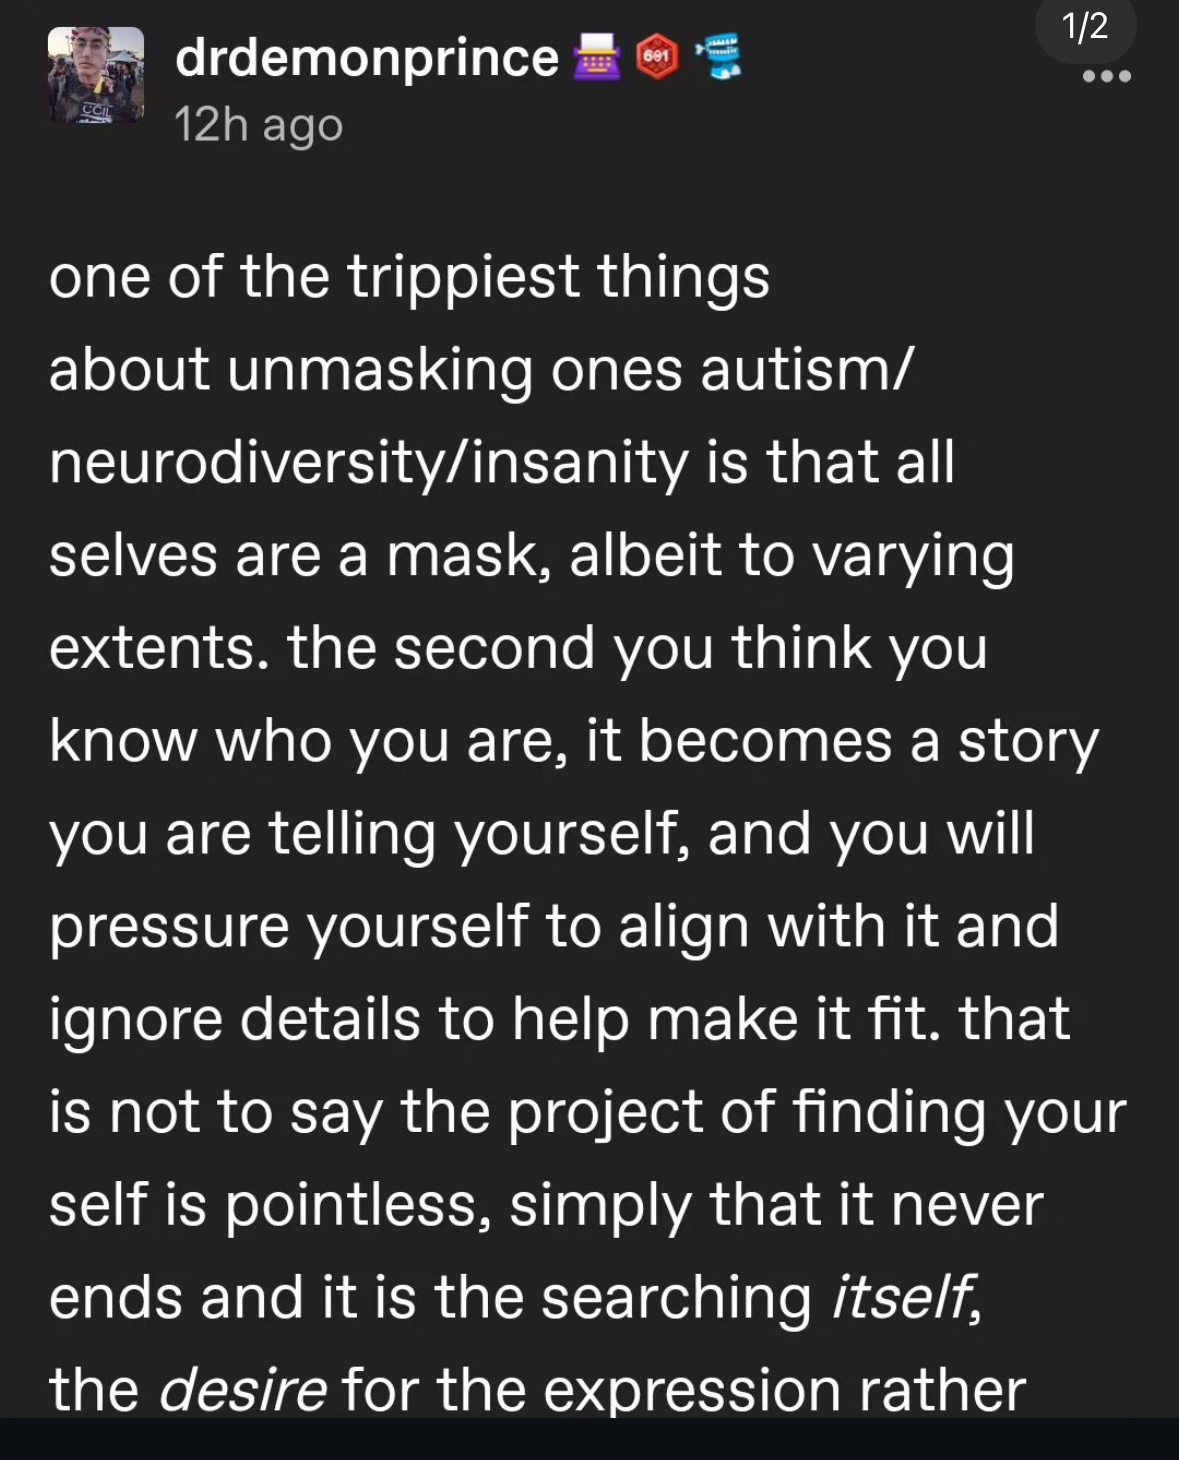 1/2
drdemonprince
12h ago
one of the trippiest things
about unmasking ones autism/
neurodiversity/insanity is that all
selves are a mask, albeit to varying
extents. the second you think you
know who you are, it becomes a story
you are telling yourself, and you will
pressure yourself to align with it and
ignore details to help make it fit. that
is not to say the project of finding your
self is pointless, simply that it never
ends and it is the searching itself,
the desire for the expression rather